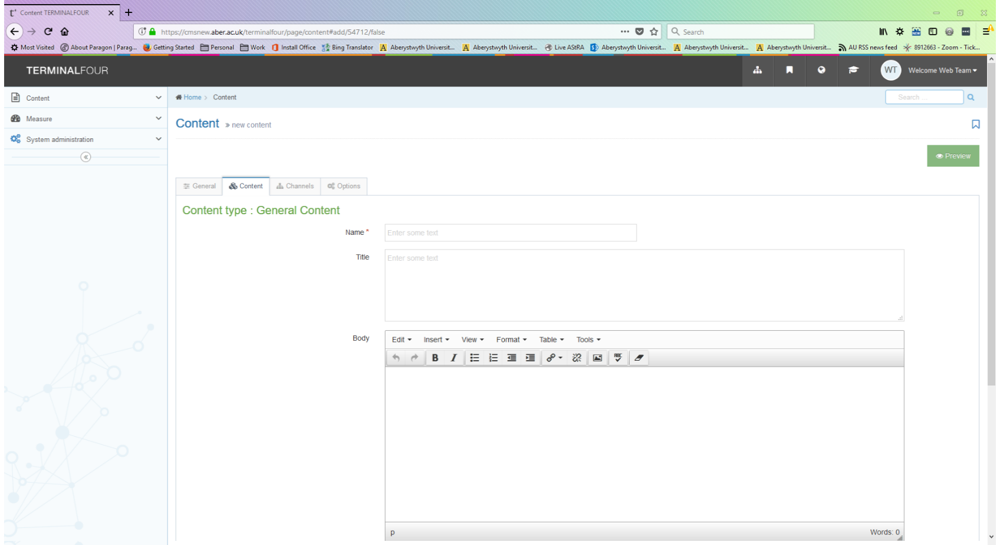 Content TERMINALFOUR
https://cmsnew.aber.ac.uk/terminalfour/page/content#add/54712/false
Search
Most Visited About Paragon | Parag... Getting Started Personal Work Install Office Bing Translator Aberystwyth Universit... Aberystwyth Universit... Live AStRA Aberystwyth Universit... Aberystwyth Universit... Aberystwyth Universit... AU RSS news feed 8912663 - Zoom - Tick...
TERMINALFOUR
WT Welcome Web Team
Content
Measure
System administration
Home > Content
Search ...
Content » new content
Preview
General Content Channels Options
Content type : General Content
Name *
Enter some text
Title
Enter some text
Body
Edit Insert View Format Table Tools
B I ABC
p
Words: 0